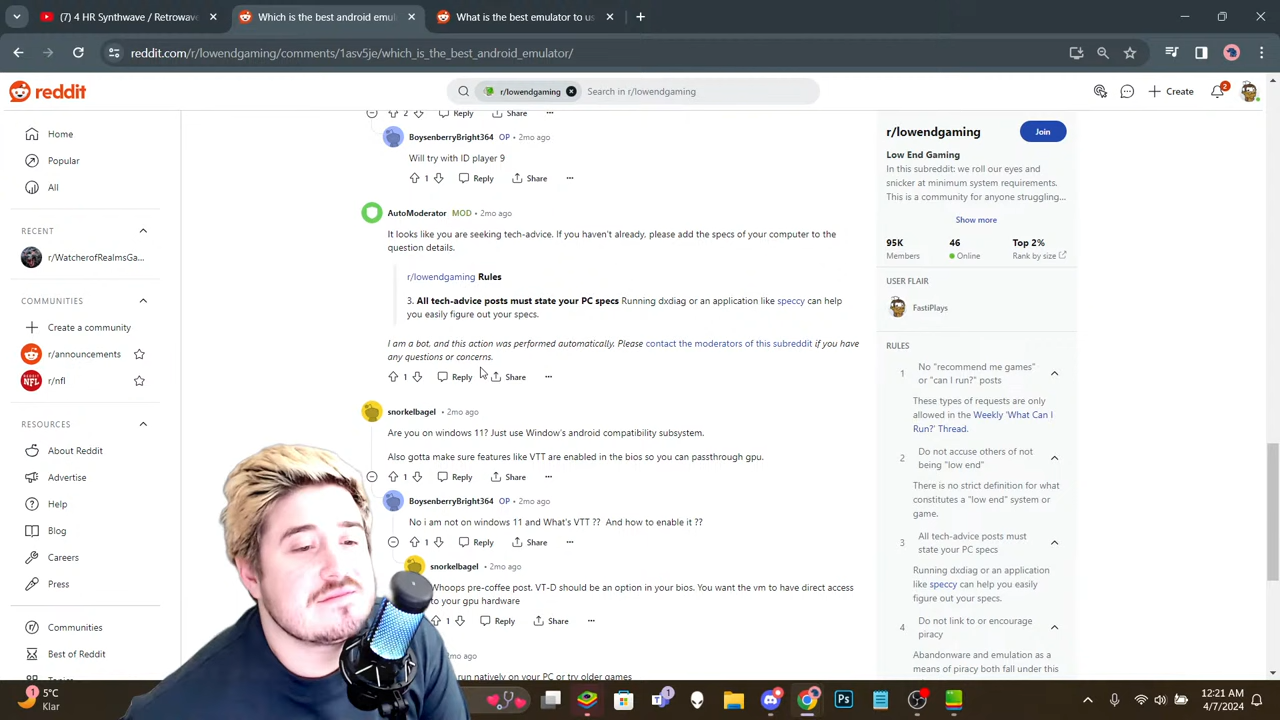 (7) 4 HR Synthwave / Retrowave
Which is the best android emul
What is the best emulator to us
reddit.com/r/lowendgaming/comments/1asv5je/which_is_the_best_android_emulator/
reddit
r/lowendgaming
Search in r/lowendgaming
Create
2
Home
Popular
All
RECENT
r/WatcherofRealmsGa...
COMMUNITIES
Create a community
r/announcements
r/nfl
RESOURCES
About Reddit
Advertise
Help
Blog
Careers
Press
Communities
Best of Reddit
2 Reply Share ...
BoysenberryBright364 OP • 2mo ago
Will try with lD player 9
1 Reply Share ...
AutoModerator MOD • 2mo ago
It looks like you are seeking tech-advice. If you haven't already, please add the specs of your computer to the
question details.
r/lowendgaming Rules
3. All tech-advice posts must state your PC specs Running dxdiag or an application like speccy can help
you easily figure out your specs.
I am a bot, and this action was performed automatically. Please contact the moderators of this subreddit if you have
any questions or concerns.
1 Reply Share ...
snorkelbagel • 2mo ago
Are you on windows 11? Just use Window's android compatibility subsystem.
Also gotta make sure features like VTT are enabled in the bios so you can passthrough gpu.
1 Reply Share ...
BoysenberryBright364 OP • 2mo ago
No i am not on windows 11 and What's VTT ?? And how to enable it ??
1 Reply Share ...
snorkelbagel • 2mo ago
Whoops pre-coffee post. VT-D should be an option in your bios. You want the vm to have direct access
to your gpu hardware
1 Reply Share ...
2mo ago
run natively on your PC or try older games
r/lowendgaming
Join
Low End Gaming
In this subreddit: we roll our eyes and
snicker at minimum system requirements.
This is a community for anyone struggling...
Show more
95K 46 Top 2%
Members Online Rank by size
USER FLAIR
FastiPlays
RULES
1 No "recommend me games"
or "can I run?" posts
These types of requests are only
allowed in the Weekly 'What Can I
Run?' Thread.
2 Do not accuse others of not
being "low end"
There is no strict definition for what
constitutes a "low end" system or
game.
3 All tech-advice posts must
state your PC specs
Running dxdiag or an application
like speccy can help you easily
figure out your specs.
4 Do not link to or encourage
piracy
Abandonware and emulation as a
means of piracy both fall under this
1
5°C
Klar
1
Ps
12:21 AM
4/7/2024